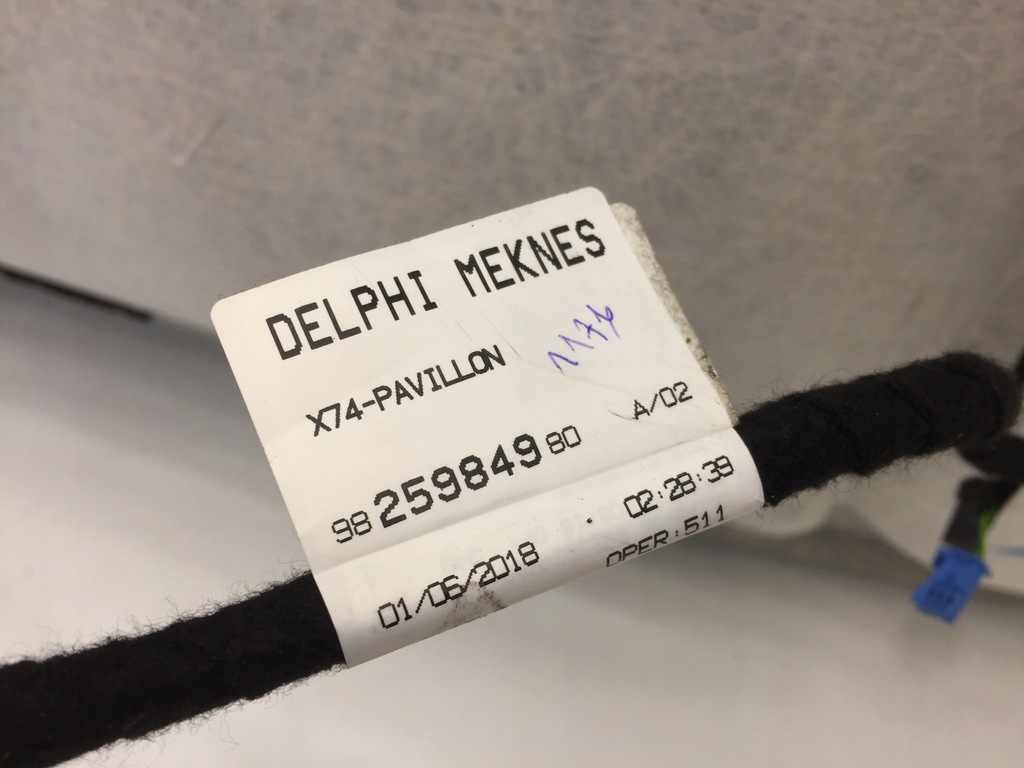 DELPHI MEKNES
X74-PAVILLON
A/02
98 259849 80
02:28:39
01/06/2018
OPER:511